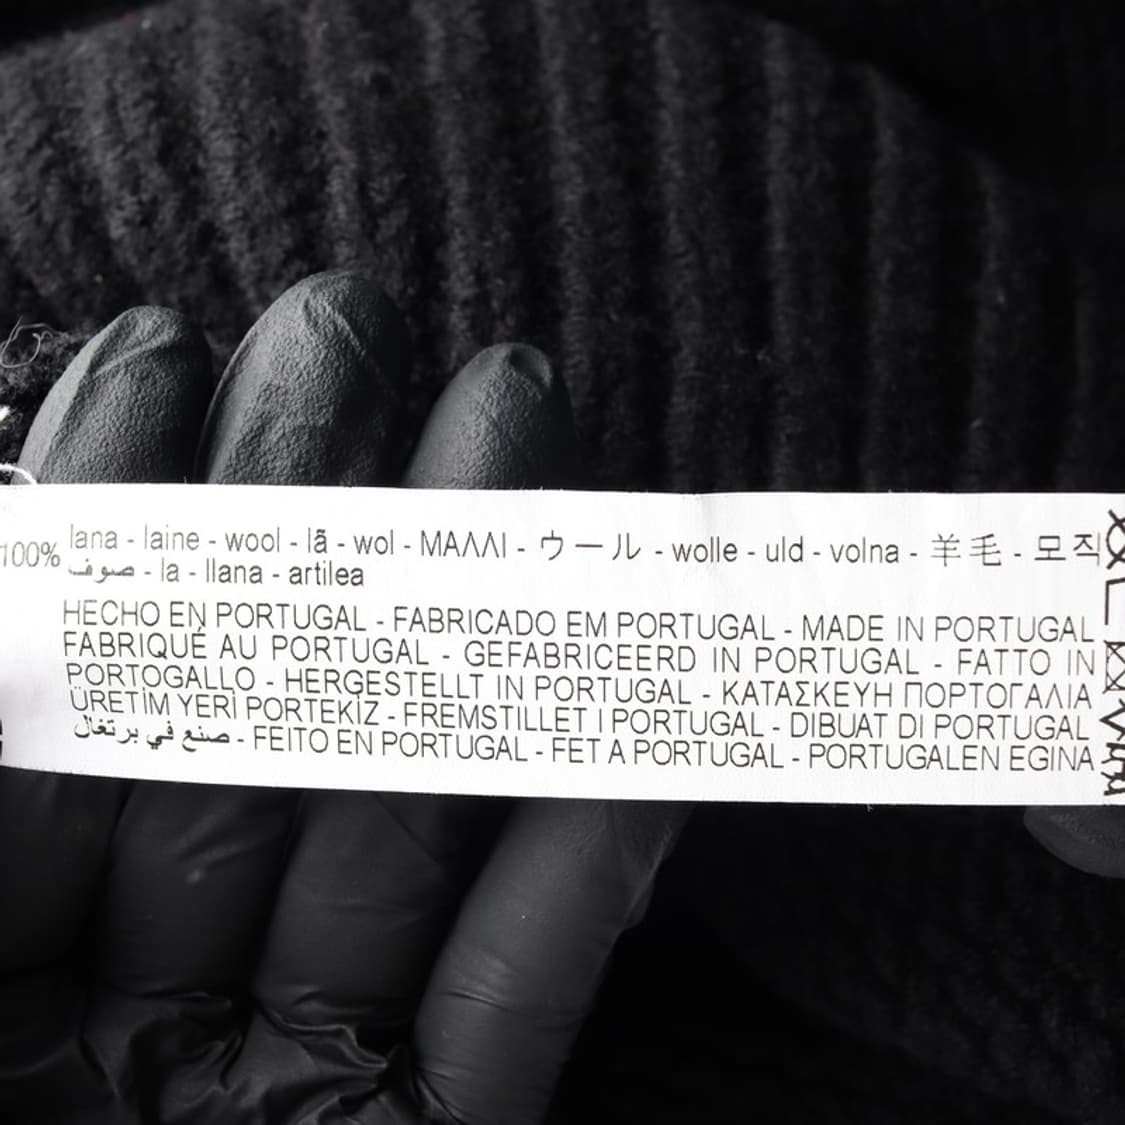 100% lana - laine - wool - lã - wol - ΜΑΛΛΙ - ウール - wolle - uld - volna - 羊毛 - 모직
صوف - la - llana - artilea
HECHO EN PORTUGAL - FABRICADO EM PORTUGAL - MADE IN PORTUGAL
FABRIQUÉ AU PORTUGAL - GEFABRICEERD IN PORTUGAL - FATTO IN
PORTOGALLO - HERGESTELLT IN PORTUGAL - ΚΑΤΑΣΚΕΥΗ ΠΟΡΤΟΓΑΛΙΑ
ÜRETİM YERİ PORTEKİZ - FREMSTILLET I PORTUGAL - DIBUAT DI PORTUGAL
صنع في برتغال - FEITO EN PORTUGAL - FET A PORTUGAL - PORTUGALEN EGINA